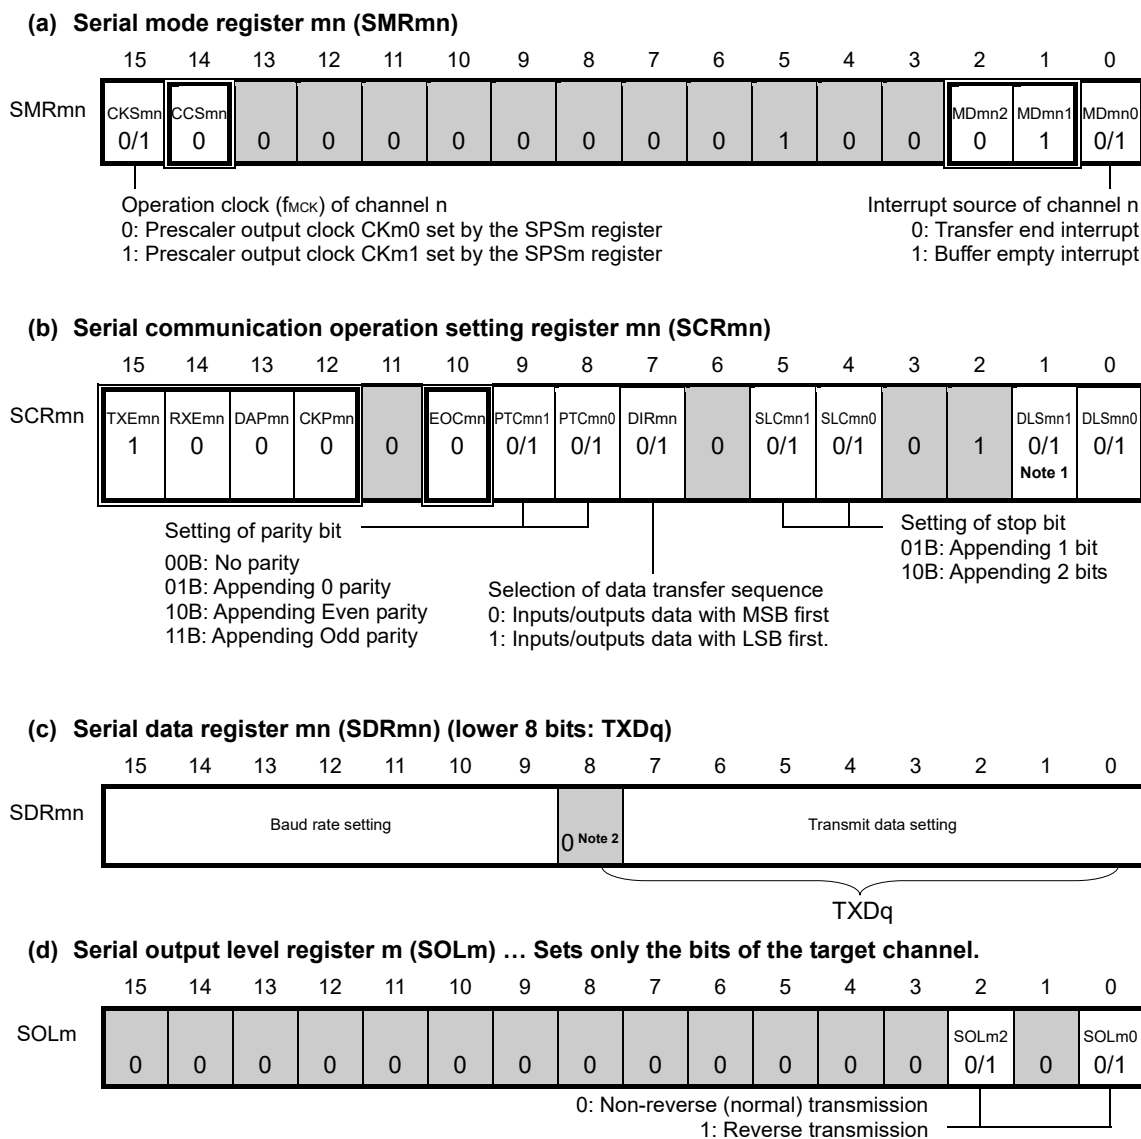 (a) Serial mode register mn (SMRmn)
15 14 13 12 11 10 9 8 7 6 5 4 3 2 1 0
SMRmn
CKSmn CCSmn MDmn2 MDmn1 MDmn0
0/1 0 0 0 0 0 0 0 0 0 1 0 0 0 1 0/1
Operation clock (fMCK) of channel n
0: Prescaler output clock CKm0 set by the SPSm register
1: Prescaler output clock CKm1 set by the SPSm register
Interrupt source of channel n
0: Transfer end interrupt
1: Buffer empty interrupt
(b) Serial communication operation setting register mn (SCRmn)
15 14 13 12 11 10 9 8 7 6 5 4 3 2 1 0
SCRmn
TXEmn RXEmn DAPmn CKPmn EOCmn PTCmn1 PTCmn0 DIRmn SLCmn1 SLCmn0 DLSmn1 DLSmn0
1 0 0 0 0 0 0/1 0/1 0/1 0 0/1 0/1 0 1 0/1 0/1
Note 1
Setting of parity bit
00B: No parity
01B: Appending 0 parity
10B: Appending Even parity
11B: Appending Odd parity
Selection of data transfer sequence
0: Inputs/outputs data with MSB first
1: Inputs/outputs data with LSB first.
Setting of stop bit
01B: Appending 1 bit
10B: Appending 2 bits
(c) Serial data register mn (SDRmn) (lower 8 bits: TXDq)
15 14 13 12 11 10 9 8 7 6 5 4 3 2 1 0
SDRmn
Baud rate setting
0 Note 2
Transmit data setting
TXDq
(d) Serial output level register m (SOLm) … Sets only the bits of the target channel.
15 14 13 12 11 10 9 8 7 6 5 4 3 2 1 0
SOLm
SOLm2 SOLm0
0 0 0 0 0 0 0 0 0 0 0 0 0 0/1 0 0/1
0: Non-reverse (normal) transmission
1: Reverse transmission